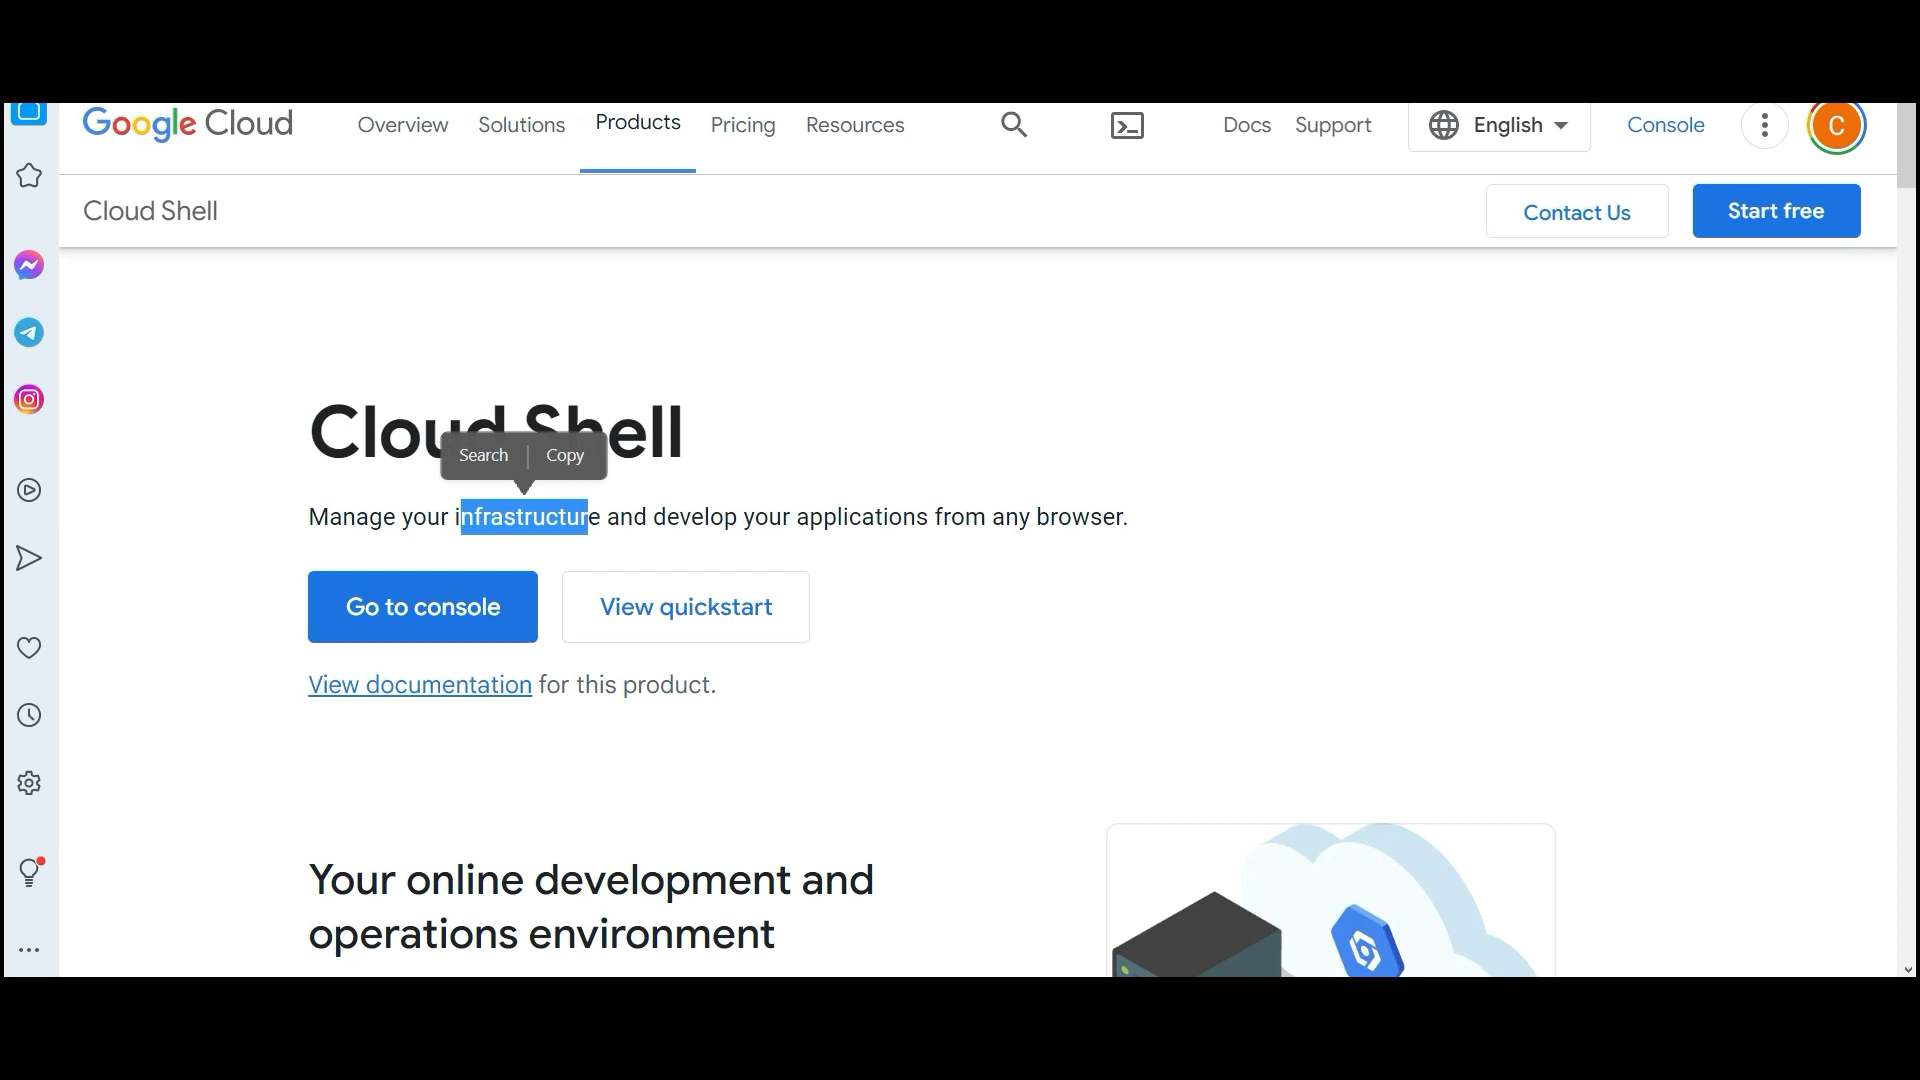 Google Cloud
Overview Solutions Products Pricing Resources Docs Support English Console C
Cloud Shell
Contact Us Start free
Cloud Shell
Search Copy
Manage your infrastructure and develop your applications from any browser.
Go to console View quickstart
View documentation for this product.
Your online development and
operations environment